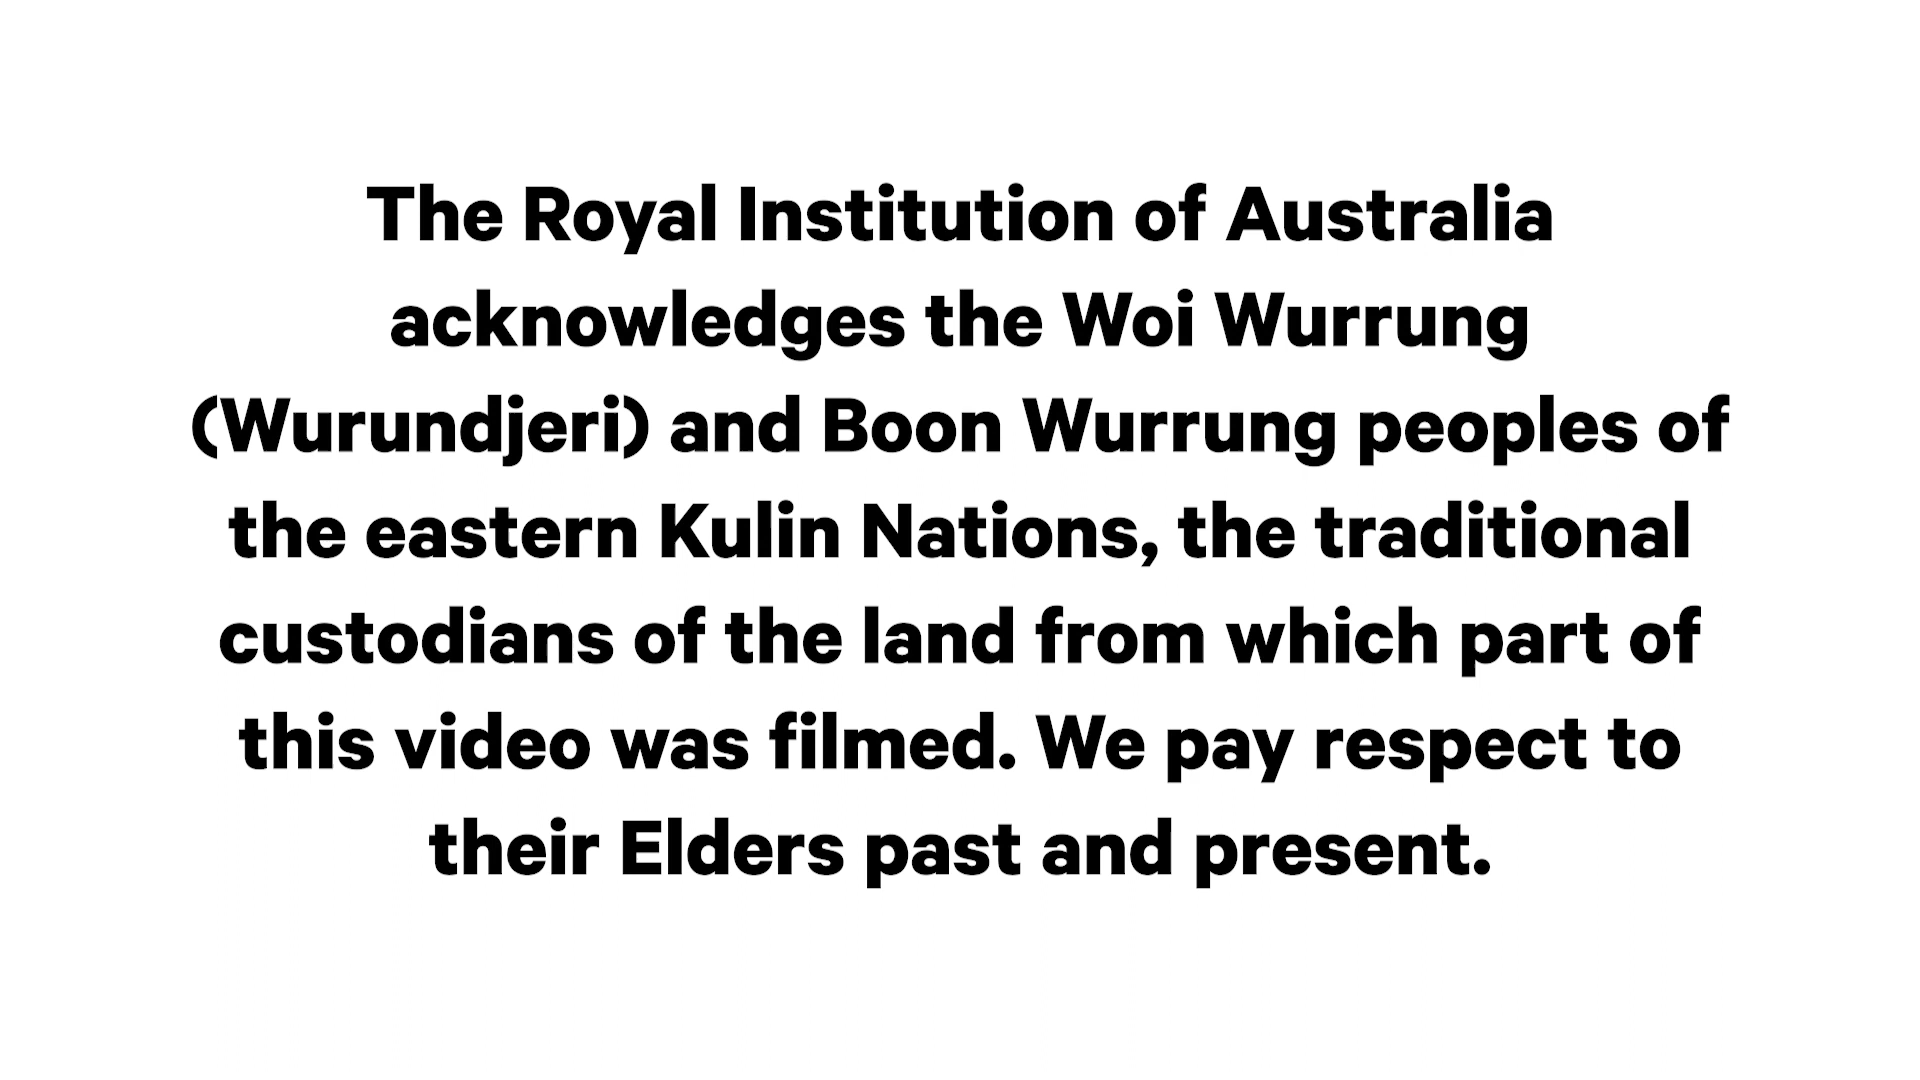 The Royal Institution of Australia
acknowledges the Woi Wurrung
(Wurundjeri) and Boon Wurrung peoples of
the eastern Kulin Nations, the traditional
custodians of the land from which part of
this video was filmed. We pay respect to
their Elders past and present.